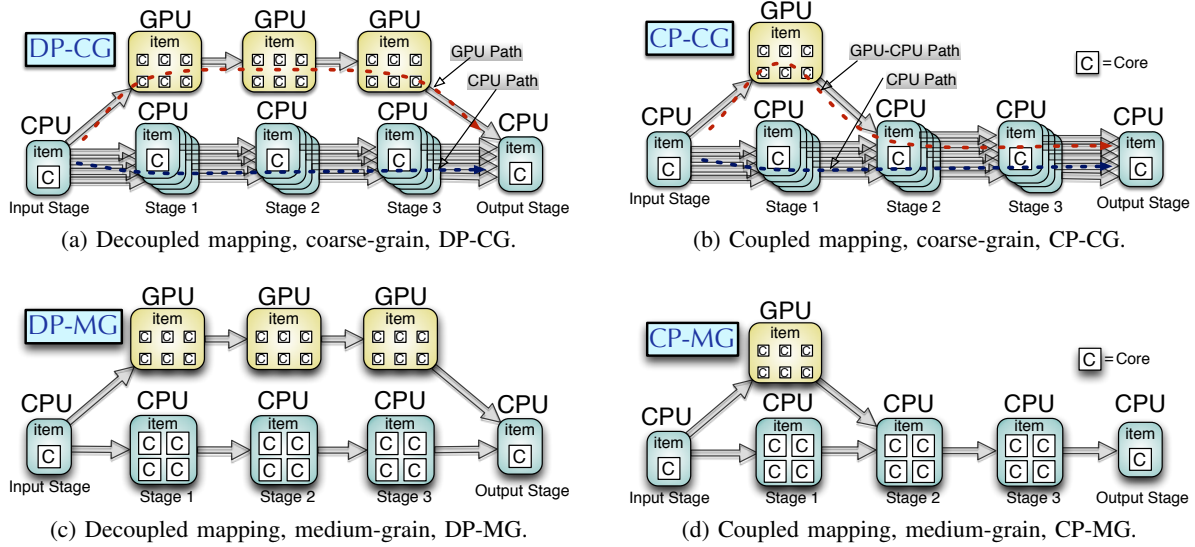 GPU GPU GPU
DP-CG
item item item
C C C C C C C C C
C C C C C C C C C
GPU Path
CPU Path
CPU CPU CPU CPU CPU
item item item item item
C C C C C
Input Stage Stage 1 Stage 2 Stage 3 Output Stage
(a) Decoupled mapping, coarse-grain, DP-CG.
GPU
CP-CG
item
C C C
C C C
GPU-CPU Path
CPU Path
C =Core
CPU CPU CPU CPU CPU
item item item item item
C C C C C
Input Stage Stage 1 Stage 2 Stage 3 Output Stage
(b) Coupled mapping, coarse-grain, CP-CG.
GPU GPU GPU
DP-MG
item item item
C C C C C C C C C
C C C C C C C C C
CPU CPU CPU CPU CPU
item item item item item
C C C C C C C C
C C C C C C
Input Stage Stage 1 Stage 2 Stage 3 Output Stage
(c) Decoupled mapping, medium-grain, DP-MG.
GPU
CP-MG
item
C C C
C C C
C =Core
CPU CPU CPU CPU CPU
item item item item item
C C C C C C C C
C C C C C C
Input Stage Stage 1 Stage 2 Stage 3 Output Stage
(d) Coupled mapping, medium-grain, CP-MG.